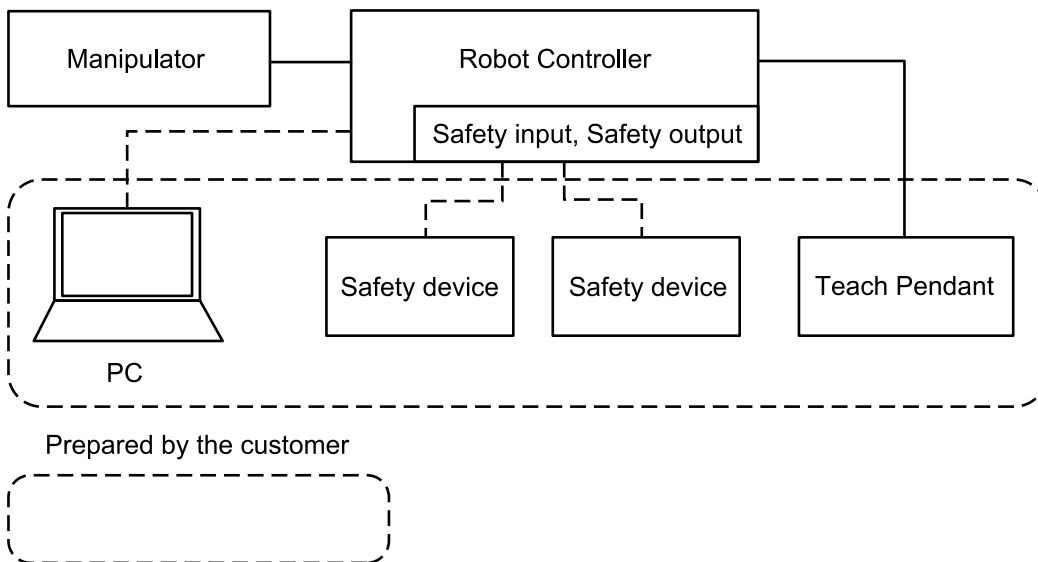 Manipulator
Robot Controller
Safety input, Safety output
Safety device
Safety device
Teach Pendant
PC
Prepared by the customer